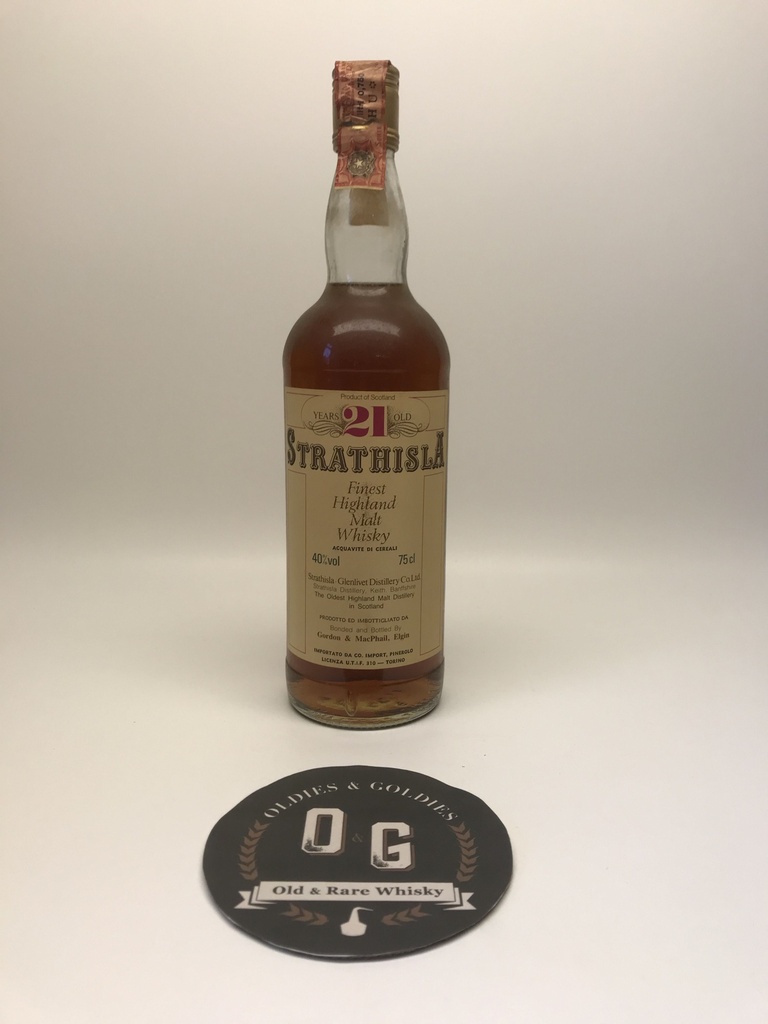 Product of Scotland
YEARS 21 OLD
STRATHISLA
Finest
Highland
Malt
Whisky
ACQUAVITE DI CEREALI
40%vol 75cl
Strathisla Glenlivet Distillery Co.Ltd.
Strathisla Distillery, Keith Banffshire
The Oldest Highland Malt Distillery
in Scotland
PRODOTTO ED IMBOTTIGLIATO DA
Bonded and Bottled By
Gordon & MacPhail, Elgin
IMPORTATO DA CO. IMPORT, PINEROLO
LICENZA U.T.I.F. 310 — TORINO
OLDIES & GOLDIES
O & G
Old & Rare Whisky